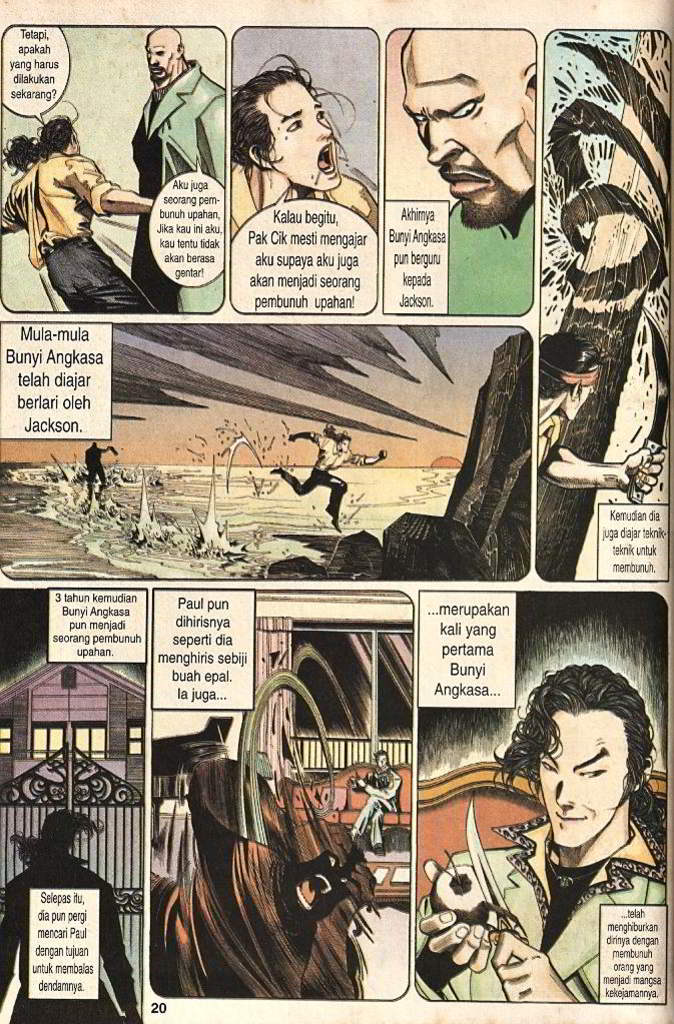 Tetapi,
apakah
yang harus
dilakukan
sekarang?
Aku juga
seorang pem-
bunuh upahan,
Jika kau ini aku,
kau tentu tidak
akan berasa
gentar!
Kalau begitu,
Pak Cik mesti mengajar
aku supaya aku juga
akan menjadi seorang
pembunuh upahan!
Akhirnya
Bunyi Angkasa
pun berguru
kepada
Jackson.
Mula-mula
Bunyi Angkasa
telah diajar
berlari oleh
Jackson.
Kemudian dia
juga diajar teknik-
teknik untuk
membunuh.
3 tahun kemudian
Bunyi Angkasa
pun menjadi
seorang pembunuh
upahan.
Selepas itu,
dia pun pergi
mencari Paul
dengan tujuan
untuk membalas
dendamnya.
Paul pun
dihirisnya
seperti dia
menghiris sebiji
buah epal.
Ia juga...
...merupakan
kali yang
pertama
Bunyi
Angkasa...
...telah
menghiburkan
dirinya dengan
membunuh
orang yang
menjadi mangsa
kekejamannya.
20